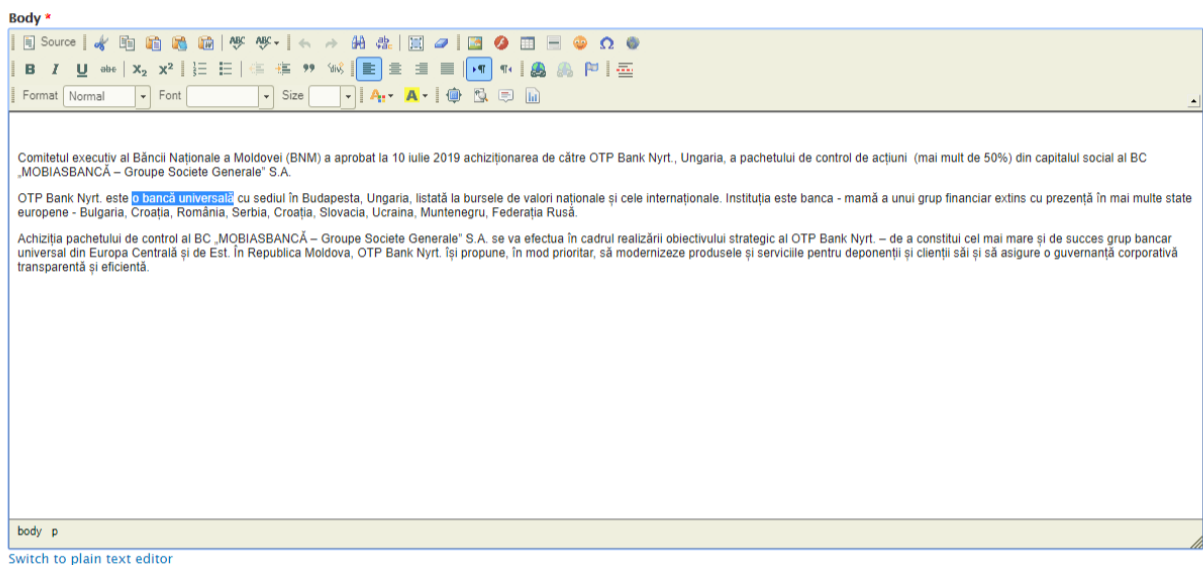 Body *
Source
B I U abc X₂ X²
Format Normal Font Size
Comitetul executiv al Băncii Naționale a Moldovei (BNM) a aprobat la 10 iulie 2019 achiziționarea de către OTP Bank Nyrt., Ungaria, a pachetului de control de acțiuni (mai mult de 50%) din capitalul social al BC
„MOBIASBANCĂ – Groupe Societe Generale” S.A.
OTP Bank Nyrt. este o bancă universală cu sediul în Budapesta, Ungaria, listată la bursele de valori naționale și cele internaționale. Instituția este banca - mamă a unui grup financiar extins cu prezență în mai multe state
europene - Bulgaria, Croația, România, Serbia, Croația, Slovacia, Ucraina, Muntenegru, Federația Rusă.
Achiziția pachetului de control al BC „MOBIASBANCĂ – Groupe Societe Generale” S.A. se va efectua în cadrul realizării obiectivului strategic al OTP Bank Nyrt. – de a constitui cel mai mare și de succes grup bancar
universal din Europa Centrală și de Est. În Republica Moldova, OTP Bank Nyrt. își propune, în mod prioritar, să modernizeze produsele și serviciile pentru deponenții și clienții săi și să asigure o guvernanță corporativă
transparentă și eficientă.
body p
Switch to plain text editor